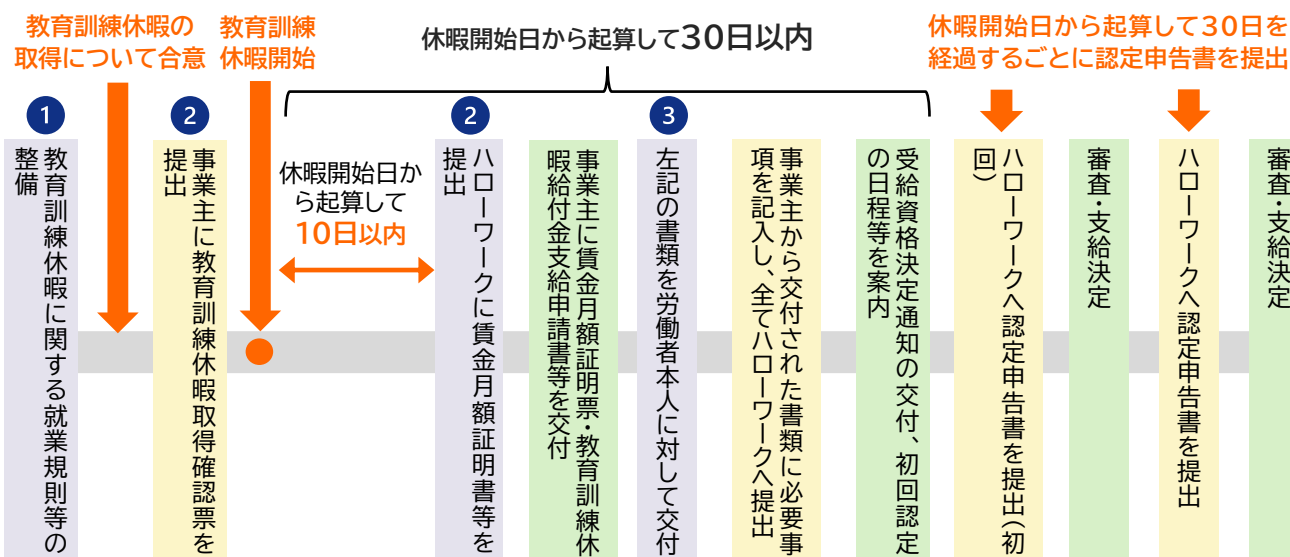 教育訓練休暇の
取得について合意
教育訓練
休暇開始
休暇開始日から起算して30日以内
休暇開始日から起算して30日を
経過するごとに認定申告書を提出
1
教育訓練休暇に関する就業規則等の
整備
2
事業主に教育訓練休暇取得確認票を
提出
休暇開始日か
ら起算して
10日以内
2
ハローワークに賃金月額証明書等を
提出
事業主に賃金月額証明票・教育訓練休
暇給付金支給申請書等を交付
3
左記の書類を労働者本人に対して交付
事業主から交付された書類に必要事
項を記入し、全てハローワークへ提出
受給資格決定通知の交付、初回認定
の日程等を案内
ハローワークへ認定申告書を提出（初
回）
審査・支給決定
ハローワークへ認定申告書を提出
審査・支給決定